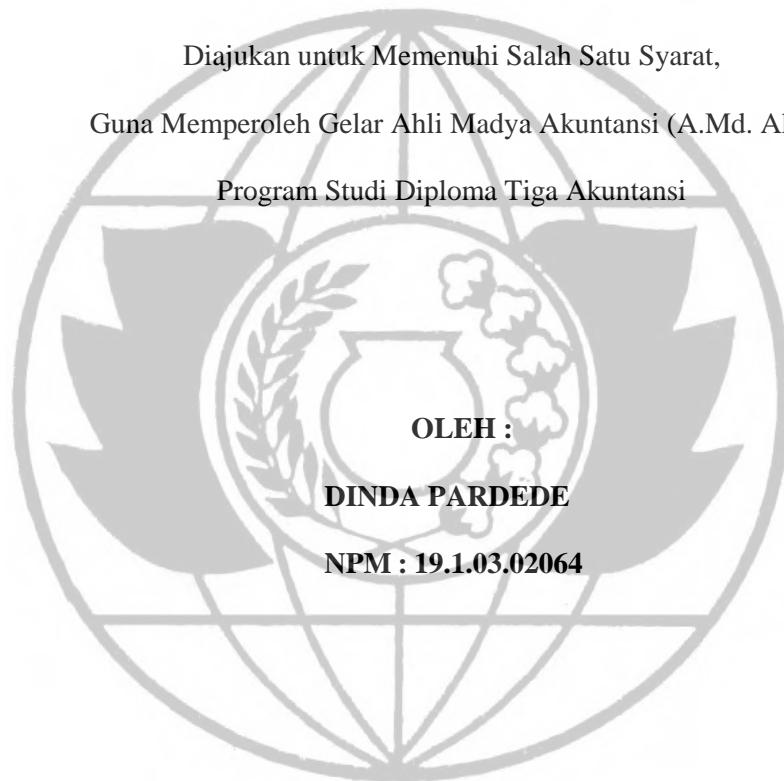 Diajukan untuk Memenuhi Salah Satu Syarat,
Guna Memperoleh Gelar Ahli Madya Akuntansi (A.Md. 
Program Studi Diploma Tiga Akuntansi
OLEH :
DINDA PARDEDE
NPM : 19.1.03.02064